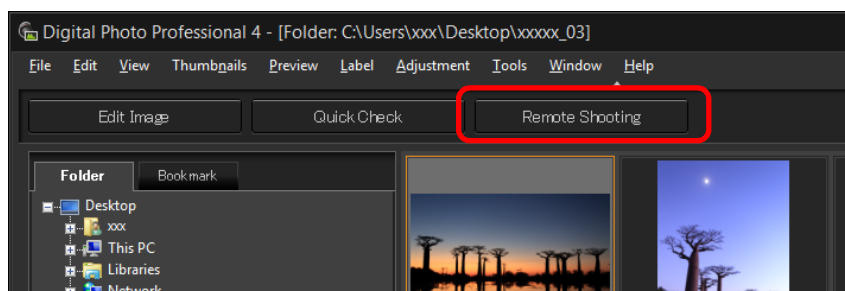 Digital Photo Professional 4 - [Folder: C:\Users\xxx\Desktop\xxxxx_03]
File Edit View Thumbnails Preview Label Adjustment Tools Window Help
Edit Image Quick Check Remote Shooting
Folder Bookmark
Desktop
xxx
This PC
Libraries
Network